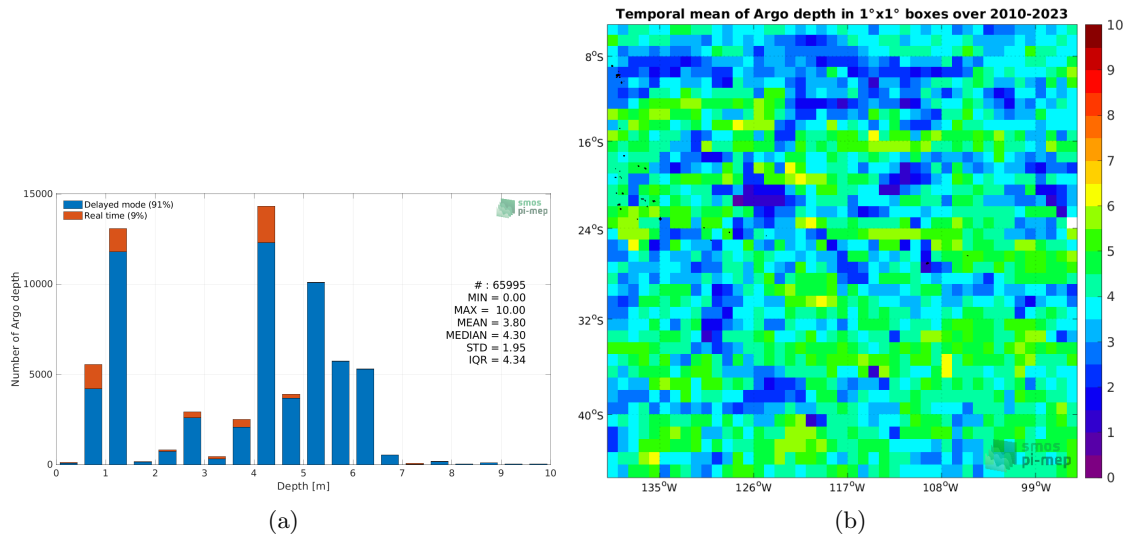 Delayed mode (91%)
Real time (9%)
smos
pi-mep
15000
10000
5000
0
Number of Argo depth
# : 65995
MIN = 0.00
MAX = 10.00
MEAN = 3.80
MEDIAN = 4.30
STD = 1.95
IQR = 4.34
0 1 2 3 4 5 6 7 8 9 10
Depth [m]
(a)
Temporal mean of Argo depth in 1°x1° boxes over 2010-2023
8°S
16°S
24°S
32°S
40°S
135°W 126°W 117°W 108°W 99°W
smos
pi-mep
10
9
8
7
6
5
4
3
2
1
0
(b)